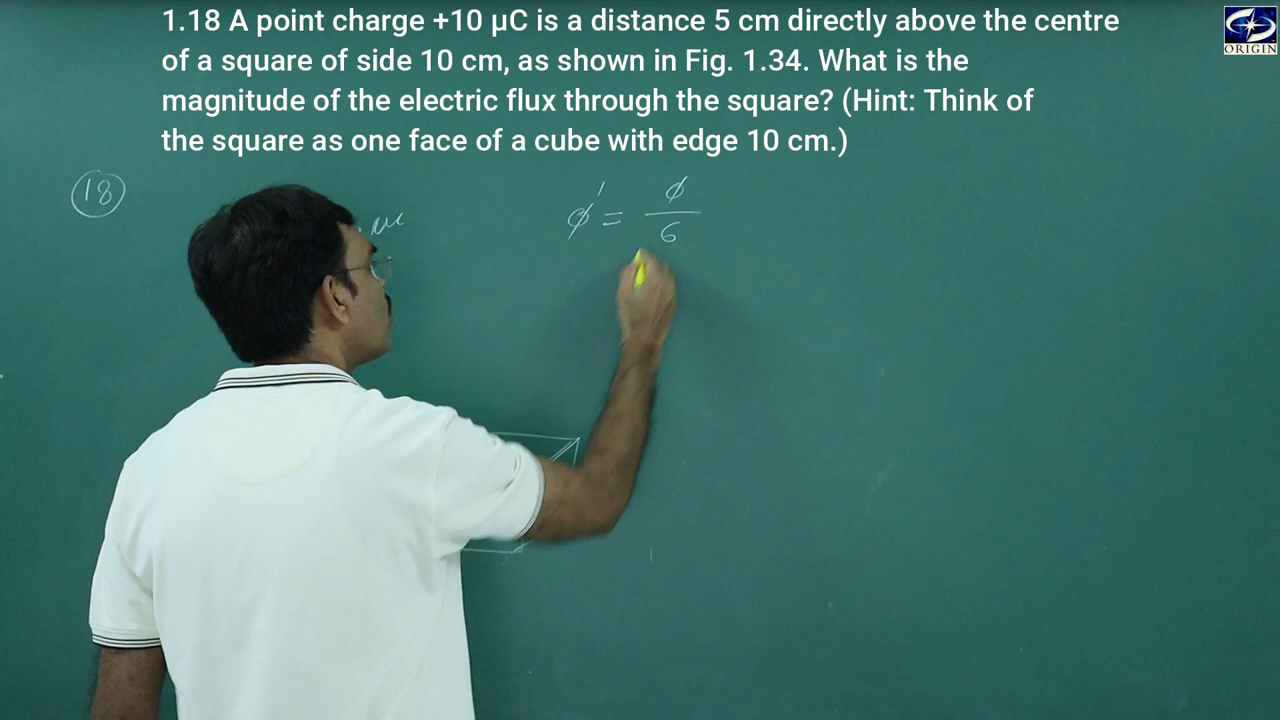 1.18 A point charge +10 µC is a distance 5 cm directly above the centre
of a square of side 10 cm, as shown in Fig. 1.34. What is the
magnitude of the electric flux through the square? (Hint: Think of
the square as one face of a cube with edge 10 cm.)
ORIGIN
18
ϕ' = ϕ/6